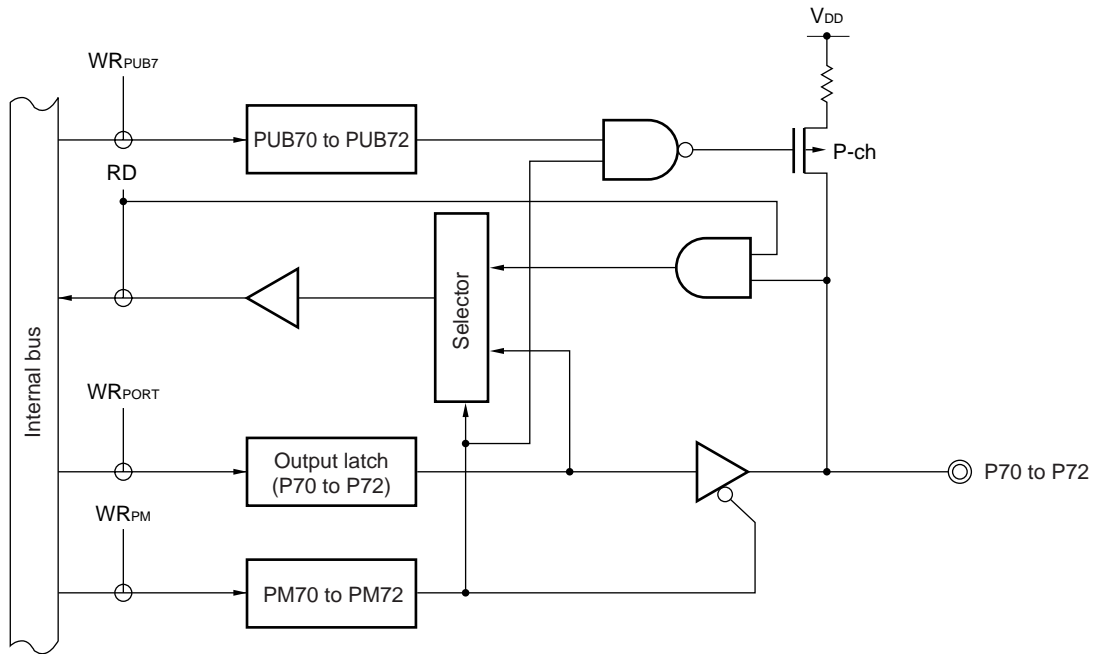 VDD
WRPUB7
PUB70 to PUB72
P-ch
RD
Selector
Internal bus
WRPORT
Output latch
(P70 to P72)
P70 to P72
WRPM
PM70 to PM72